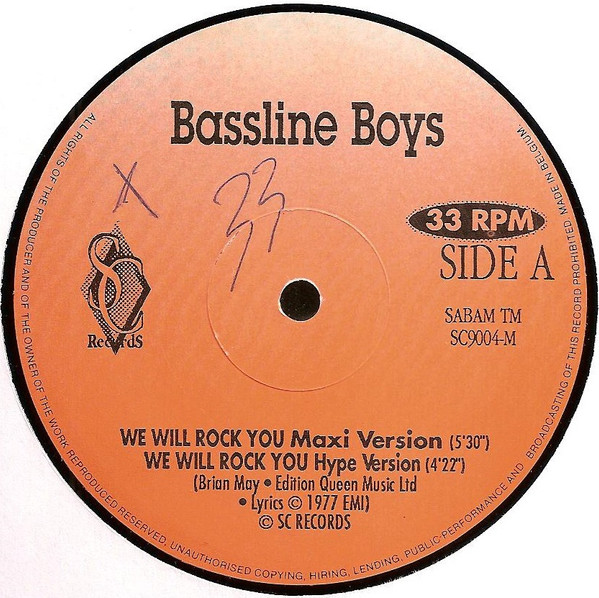 Bassline Boys
X
33
33 RPM
SIDE A
SC
Records
SABAM TM
SC9004-M
WE WILL ROCK YOU Maxi Version (5'30")
WE WILL ROCK YOU Hype Version (4'22")
(Brian May • Edition Queen Music Ltd
• Lyrics © 1977 EMI)
© SC RECORDS
ALL RIGHTS OF THE PRODUCER AND OF THE OWNER OF THE WORK REPRODUCED RESERVED. UNAUTHORISED COPYING, HIRING, LENDING, PUBLIC PERFORMANCE AND BROADCASTING OF THIS RECORD PROHIBITED. MADE IN BELGIUM.